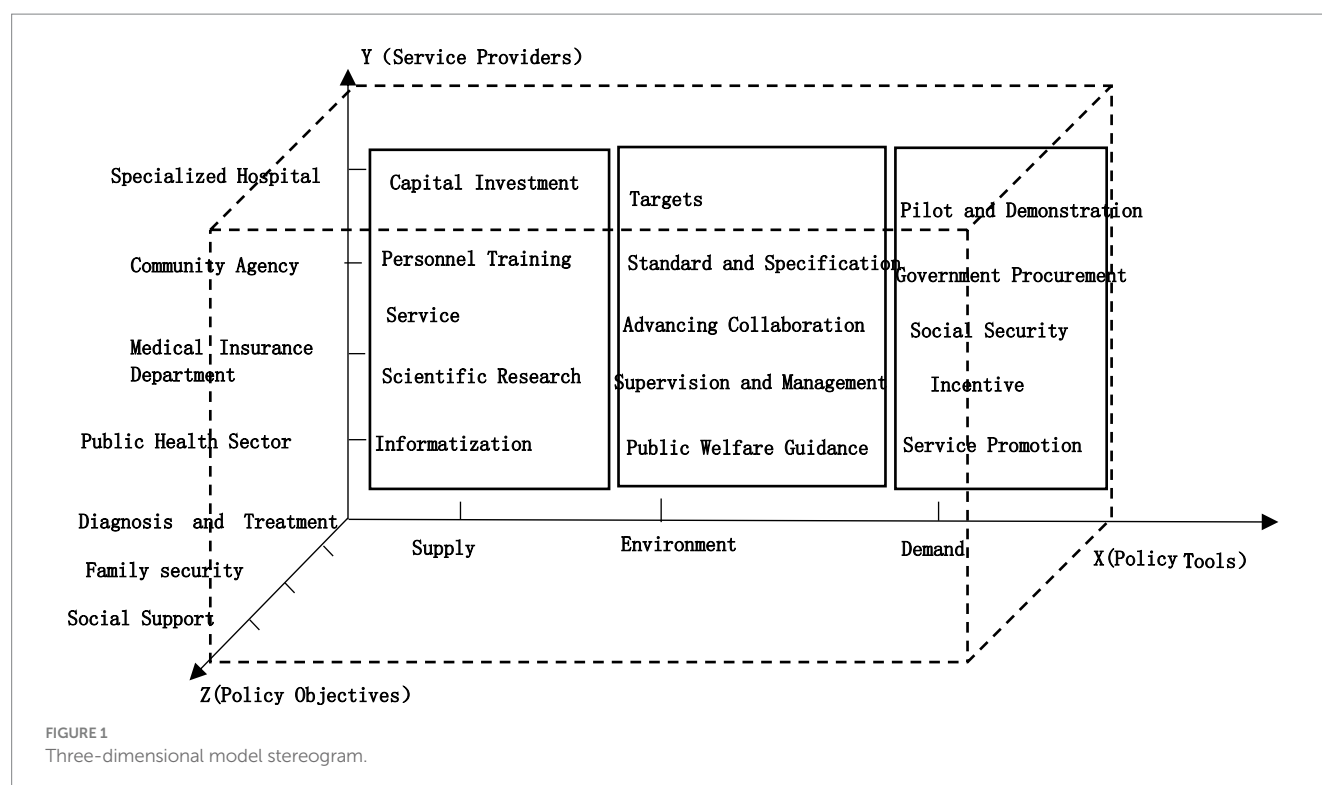 Y (Service Providers)
Specialized Hospital
Community Agency
Medical Insurance
Department
Public Health Sector
Capital Investment
Personnel Training
Service
Scientific Research
Informatization
Targets
Standard and Specification
Advancing Collaboration
Supervision and Management
Public Welfare Guidance
Pilot and Demonstration
Government Procurement
Social Security
Incentive
Service Promotion
Diagnosis and Treatment
Family security
Social Support
Supply
Environment
Demand
X(Policy Tools)
Z(Policy Objectives)
FIGURE 1
Three-dimensional model stereogram.